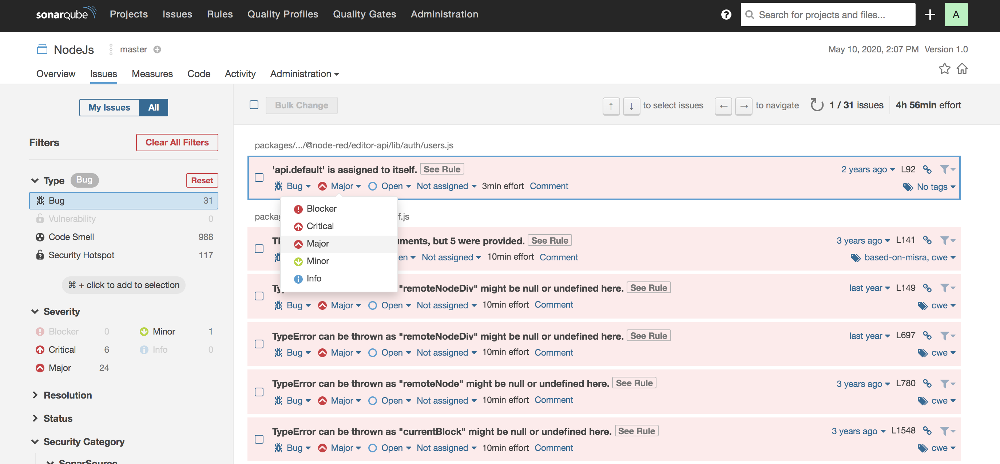 sonarqube Projects Issues Rules Quality Profiles Quality Gates Administration ? Search for projects and files... + A
NodeJs master May 10, 2020, 2:07 PM Version 1.0
Overview Issues Measures Code Activity Administration
My Issues All
Bulk Change ↑ ↓ to select issues ← → to navigate 1 / 31 issues 4h 56min effort
Filters Clear All Filters
Type Bug Reset
Bug 31
Vulnerability 0
Code Smell 988
Security Hotspot 117
⌘ + click to add to selection
Severity
Blocker 0 Minor 1
Critical 6 Info 0
Major 24
Resolution
Status
Security Category
SonarSource
packages/.../@node-red/editor-api/lib/auth/users.js
'api.default' is assigned to itself. See Rule 2 years ago L92
Bug Major Open Not assigned 3min effort Comment No tags
Blocker
Critical
Major
Minor
Info
f.js
but 5 were provided. See Rule 3 years ago L141
Not assigned 10min effort Comment based-on-misra, cwe
"remoteNodeDiv" might be null or undefined here. See Rule last year L149
Bug Major Open Not assigned 10min effort Comment cwe
TypeError can be thrown as "remoteNodeDiv" might be null or undefined here. See Rule last year L697
Bug Major Open Not assigned 10min effort Comment cwe
TypeError can be thrown as "remoteNode" might be null or undefined here. See Rule 3 years ago L780
Bug Major Open Not assigned 10min effort Comment cwe
TypeError can be thrown as "currentBlock" might be null or undefined here. See Rule 3 years ago L1548
Bug Major Open Not assigned 10min effort Comment cwe